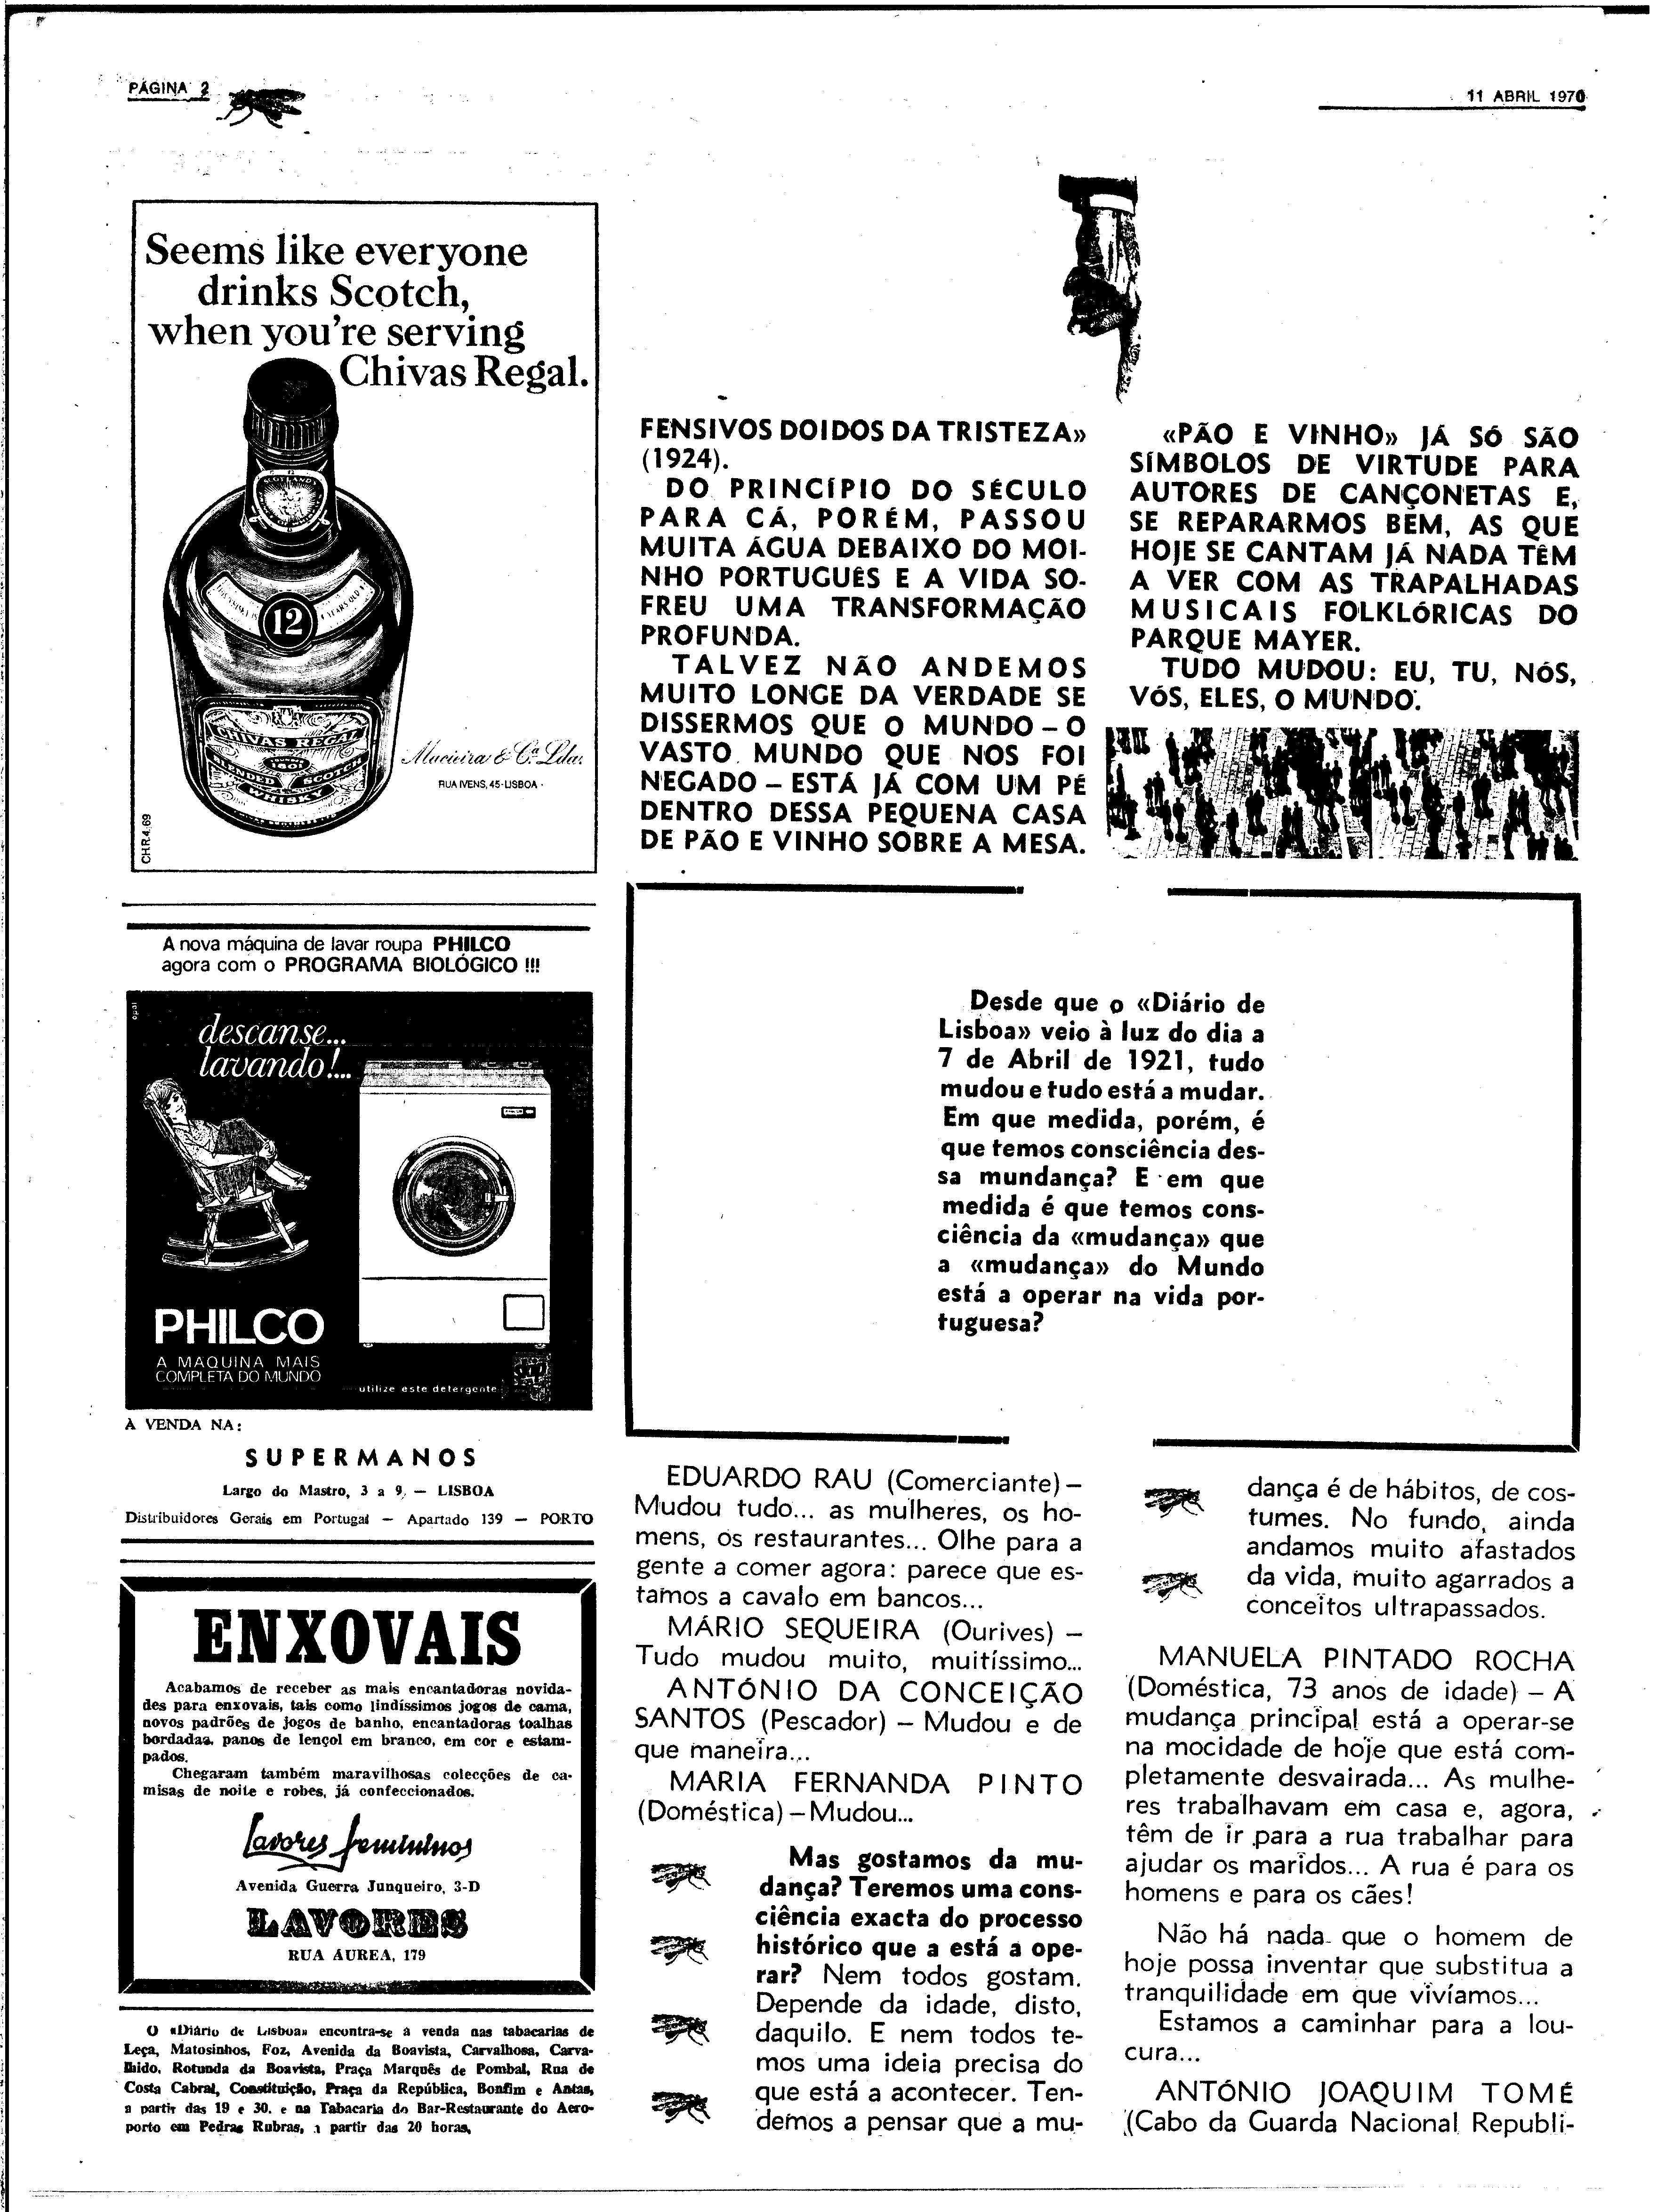 PÁGINA 2
11 ABRIL 1970
Seems like everyone
drinks Scotch,
when you're serving
Chivas Regal.
12
CHIVAS REGAL
BLENDED SCOTCH
WHISKY
Macieira & C.ª Lda.
RUA IVENS, 45-LISBOA
CH.R.4.69
A nova máquina de lavar roupa PHILCO
agora com o PROGRAMA BIOLÓGICO !!!
descanse...
lavando!...
PHILCO
A MAQUINA MAIS
COMPLETA DO MUNDO
utilize este detergente
À VENDA NA:
SUPERMANOS
Largo do Mastro, 3 a 9, — LISBOA
Distribuidores Gerais em Portugal — Apartado 139 — PORTO
ENXOVAIS
Acabamos de receber as mais encantadoras novida-
des para enxovais, tais como lindíssimos jogos de cama,
novos padrões de jogos de banho, encantadoras toalhas
bordadas, panos de lençol em branco, em cor e estam-
pados.
Chegaram também maravilhosas colecções de ca-
misas de noite e robes, já confeccionados.
Lavores femininos
Avenida Guerra Junqueiro, 3-D
LAVORES
RUA ÁUREA, 179
O «Diário de Lisboa» encontra-se à venda nas tabacarias de
Leça, Matosinhos, Foz, Avenida da Boavista, Carvalhosa, Carva-
lhido, Rotunda da Boavista, Praça Marquês de Pombal, Rua de
Costa Cabral, Constituição, Praça da República, Bonfim e Antas,
a partir das 19 e 30, e na Tabacaria do Bar-Restaurante do Aero-
porto em Pedras Rubras, a partir das 20 horas,
FENSIVOS DOIDOS DA TRISTEZA»
(1924).
DO PRINCÍPIO DO SÉCULO
PARA CÁ, PORÉM, PASSOU
MUITA ÁGUA DEBAIXO DO MOI-
NHO PORTUGUÊS E A VIDA SO-
FREU UMA TRANSFORMAÇÃO
PROFUNDA.
TALVEZ NÃO ANDEMOS
MUITO LONGE DA VERDADE SE
DISSERMOS QUE O MUNDO – O
VASTO MUNDO QUE NOS FOI
NEGADO – ESTÁ JÁ COM UM PÉ
DENTRO DESSA PEQUENA CASA
DE PÃO E VINHO SOBRE A MESA.
«PÃO E VINHO» JÁ SÓ SÃO
SÍMBOLOS DE VIRTUDE PARA
AUTORES DE CANÇONETAS E,
SE REPARARMOS BEM, AS QUE
HOJE SE CANTAM JÁ NADA TÊM
A VER COM AS TRAPALHADAS
MUSICAIS FOLKLÓRICAS DO
PARQUE MAYER.
TUDO MUDOU: EU, TU, NÓS,
VÓS, ELES, O MUNDO.
Desde que o «Diário de
Lisboa» veio à luz do dia a
7 de Abril de 1921, tudo
mudou e tudo está a mudar.
Em que medida, porém, é
que temos consciência des-
sa mundança? E em que
medida é que temos cons-
ciência da «mudança» que
a «mudança» do Mundo
está a operar na vida por-
tuguesa?
EDUARDO RAU (Comerciante) –
Mudou tudo... as mulheres, os ho-
mens, os restaurantes... Olhe para a
gente a comer agora: parece que es-
tamos a cavalo em bancos...
MÁRIO SEQUEIRA (Ourives) –
Tudo mudou muito, muitíssimo...
ANTÓNIO DA CONCEIÇÃO
SANTOS (Pescador) – Mudou e de
que maneira...
MARIA FERNANDA PINTO
(Doméstica) – Mudou...
Mas gostamos da mu-
dança? Teremos uma cons-
ciência exacta do processo
histórico que a está a ope-
rar? Nem todos gostam.
Depende da idade, disto,
daquilo. E nem todos te-
mos uma ideia precisa do
que está a acontecer. Ten-
demos a pensar que a mu-
dança é de hábitos, de cos-
tumes. No fundo, ainda
andamos muito afastados
da vida, muito agarrados a
conceitos ultrapassados.
MANUELA PINTADO ROCHA
(Doméstica, 73 anos de idade) – A
mudança principal está a operar-se
na mocidade de hoje que está com-
pletamente desvairada... As mulhe-
res trabalhavam em casa e, agora,
têm de ir para a rua trabalhar para
ajudar os maridos... A rua é para os
homens e para os cães!
Não há nada que o homem de
hoje possa inventar que substitua a
tranquilidade em que vivíamos...
Estamos a caminhar para a lou-
cura...
ANTÓNIO JOAQUIM TOMÉ
(Cabo da Guarda Nacional Republi-